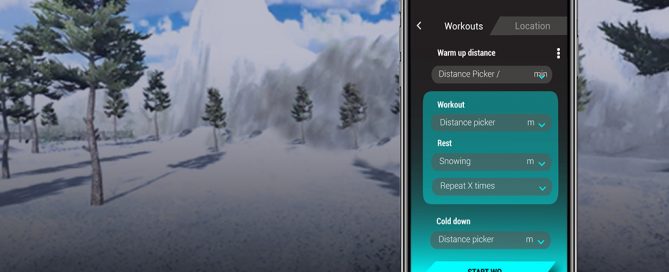 Workouts Location
Warm up distance
Distance Picker / min
Workout
Distance picker m
Rest
Snowing m
Repeat X times
Cold down
Distance picker m
START WO